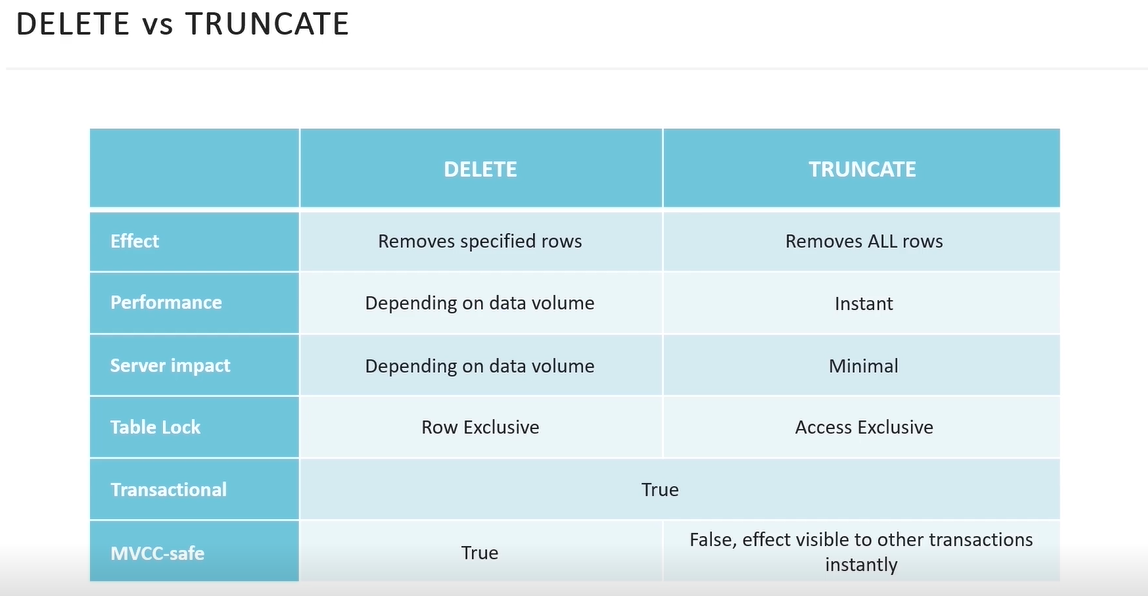 DELETE vs TRUNCATE
DELETE TRUNCATE
Effect Removes specified rows Removes ALL rows
Performance Depending on data volume Instant
Server impact Depending on data volume Minimal
Table Lock Row Exclusive Access Exclusive
Transactional True
MVCC-safe True False, effect visible to other transactions
instantly